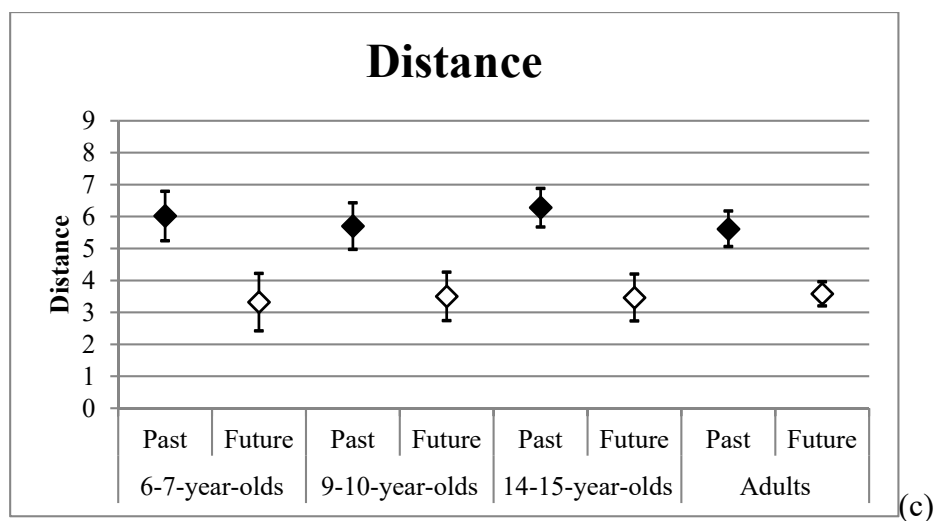 Distance
9
8
7
6
5
4
3
2
1
0
Distance
Past Future Past Future Past Future Past Future
6-7-year-olds 9-10-year-olds 14-15-year-olds Adults
(c)